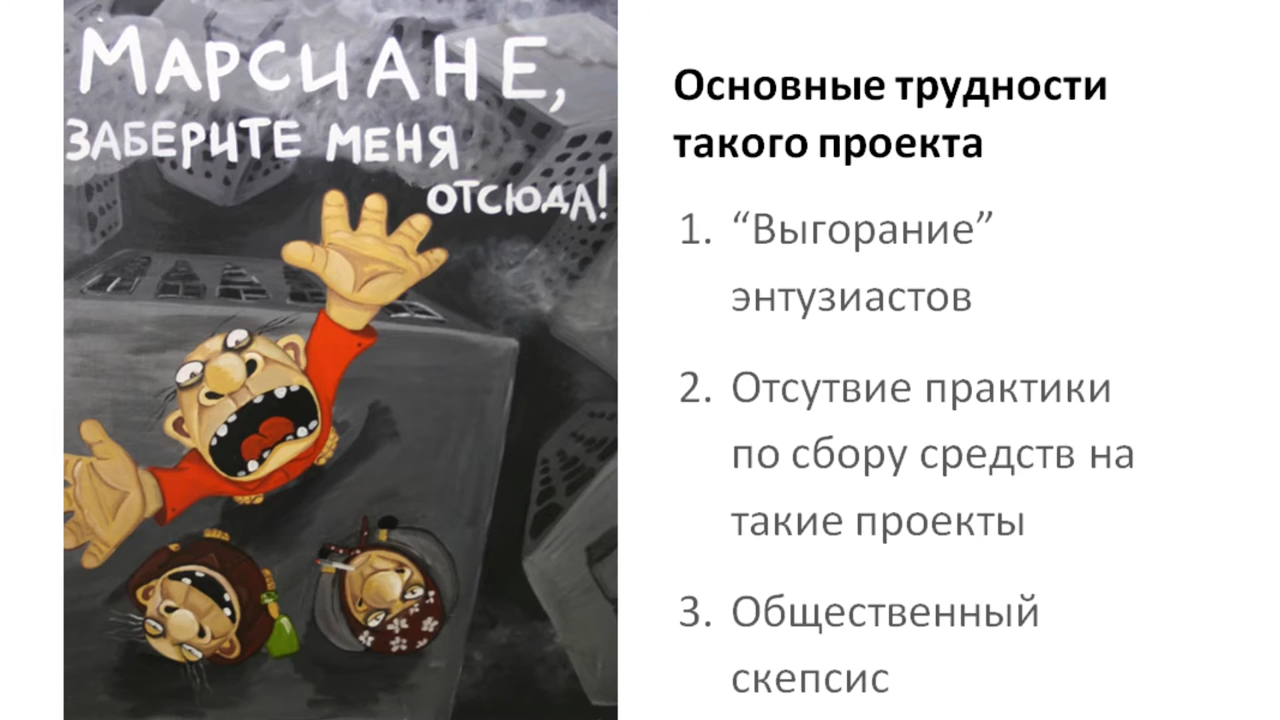 МАРСИАНЕ,
ЗАБЕРИТЕ МЕНЯ
ОТСЮДА!
Основные трудности
такого проекта
1. “Выгорание”
энтузиастов
2. Отсутвие практики
по сбору средств на
такие проекты
3. Общественный
скепсис